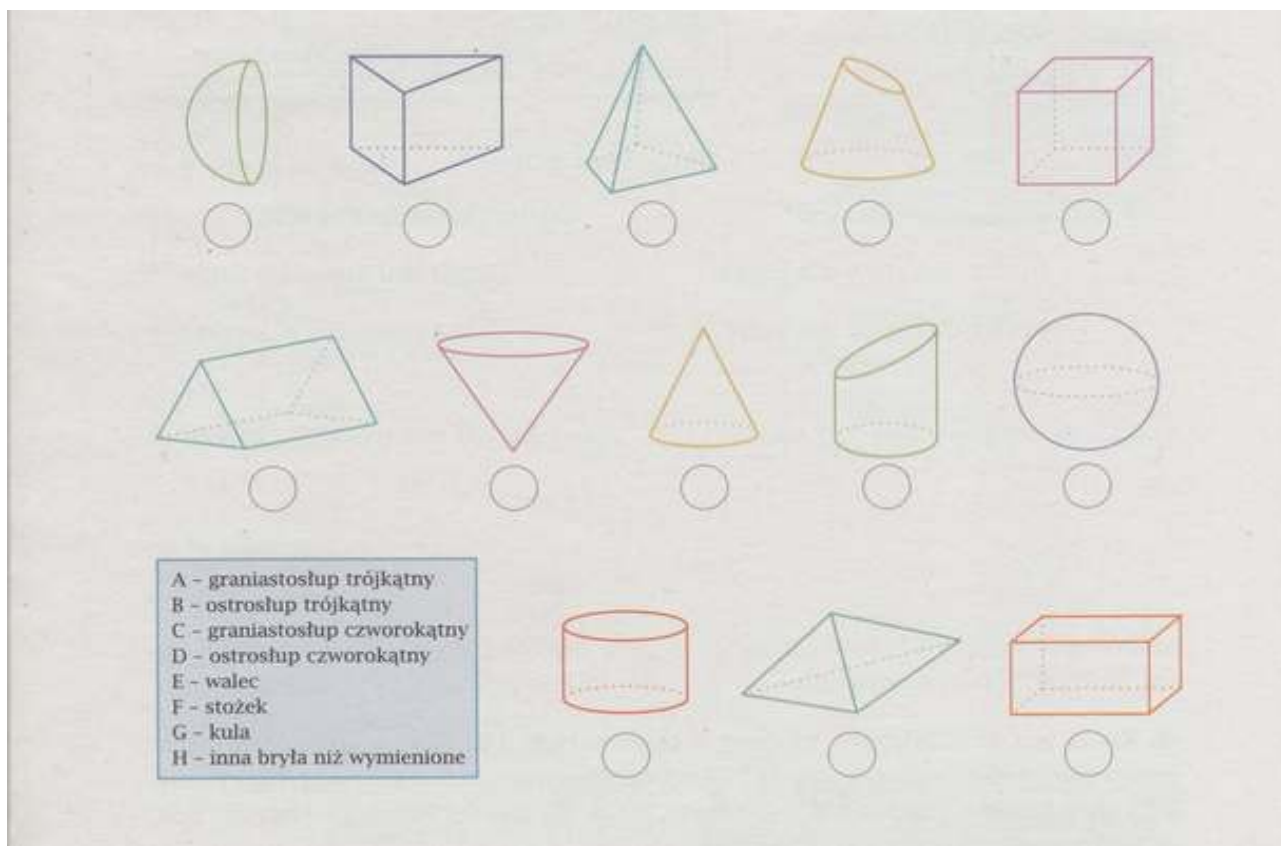 A – graniastosłup trójkątny
B – ostrosłup trójkątny
C – graniastosłup czworokątny
D – ostrosłup czworokątny
E – walec
F – stożek
G – kula
H – inna bryła niż wymienione